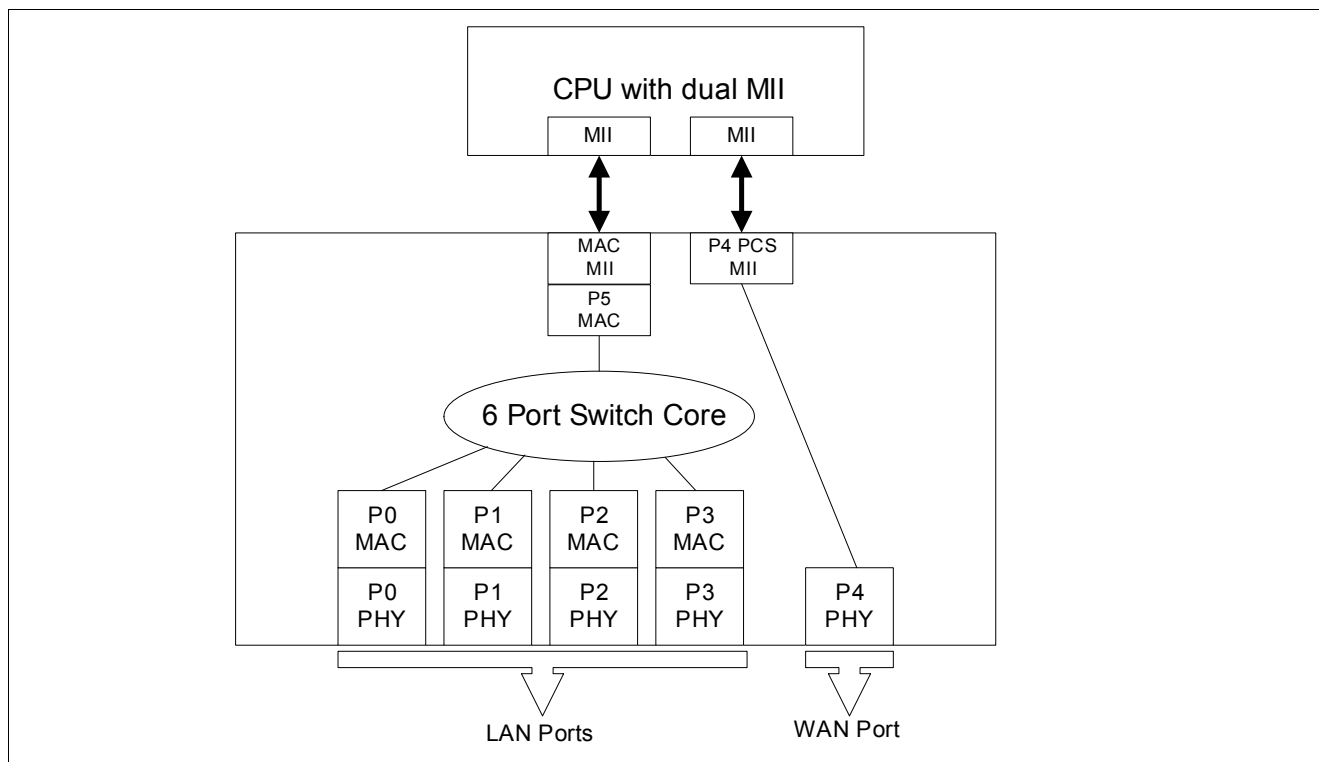 CPU with dual MII
MII
MII
MAC
MII
P4 PCS
MII
P5
MAC
6 Port Switch Core
P0
MAC
P1
MAC
P2
MAC
P3
MAC
P0
PHY
P1
PHY
P2
PHY
P3
PHY
P4
PHY
LAN Ports
WAN Port